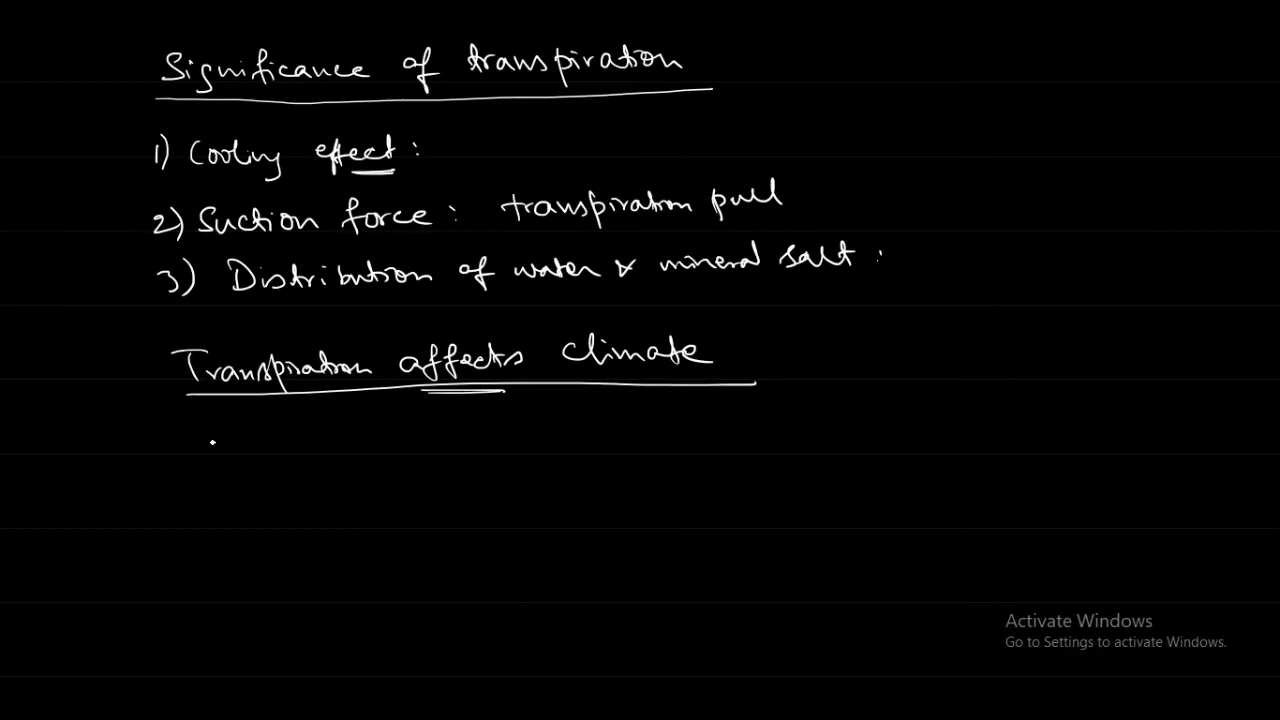 Significance of transpiration
1) Cooling effect :
2) Suction force : transpiration pull
3) Distribution of water & mineral salt :
Transpiration affects climate
Activate Windows
Go to Settings to activate Windows.